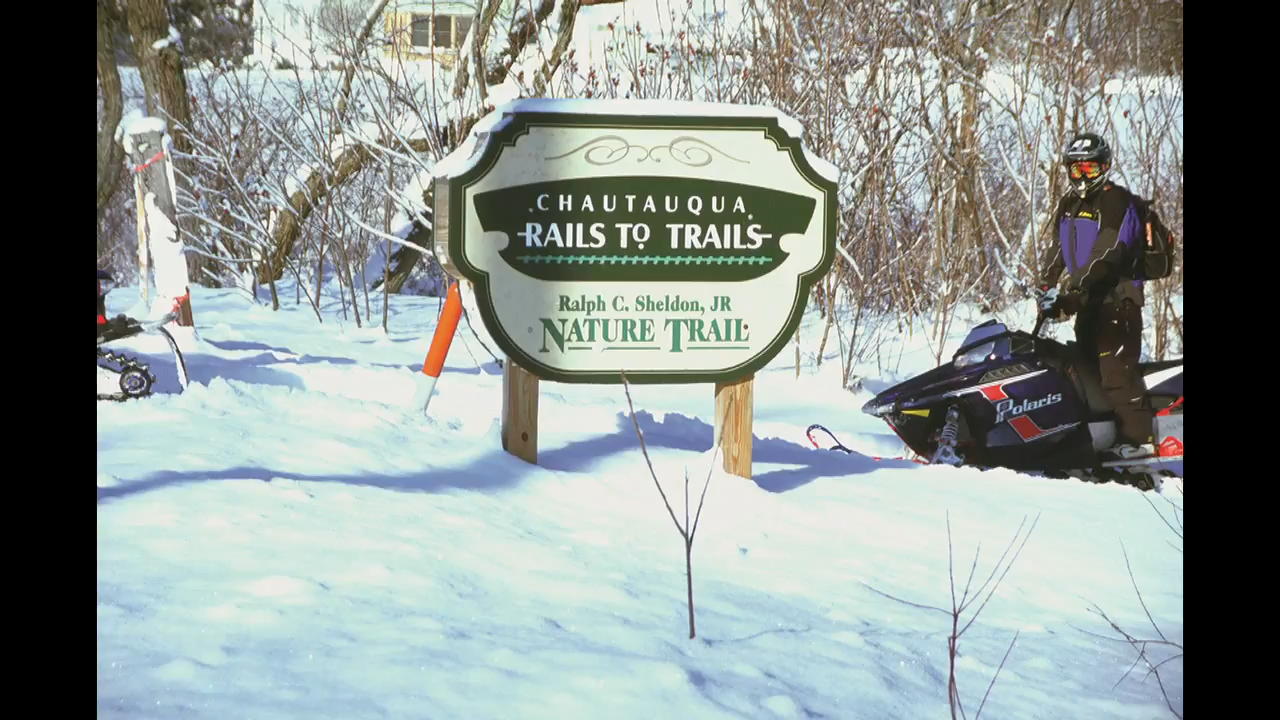 CHAUTAUQUA
RAILS TO TRAILS
Ralph C. Sheldon, JR
NATURE TRAIL
Polaris